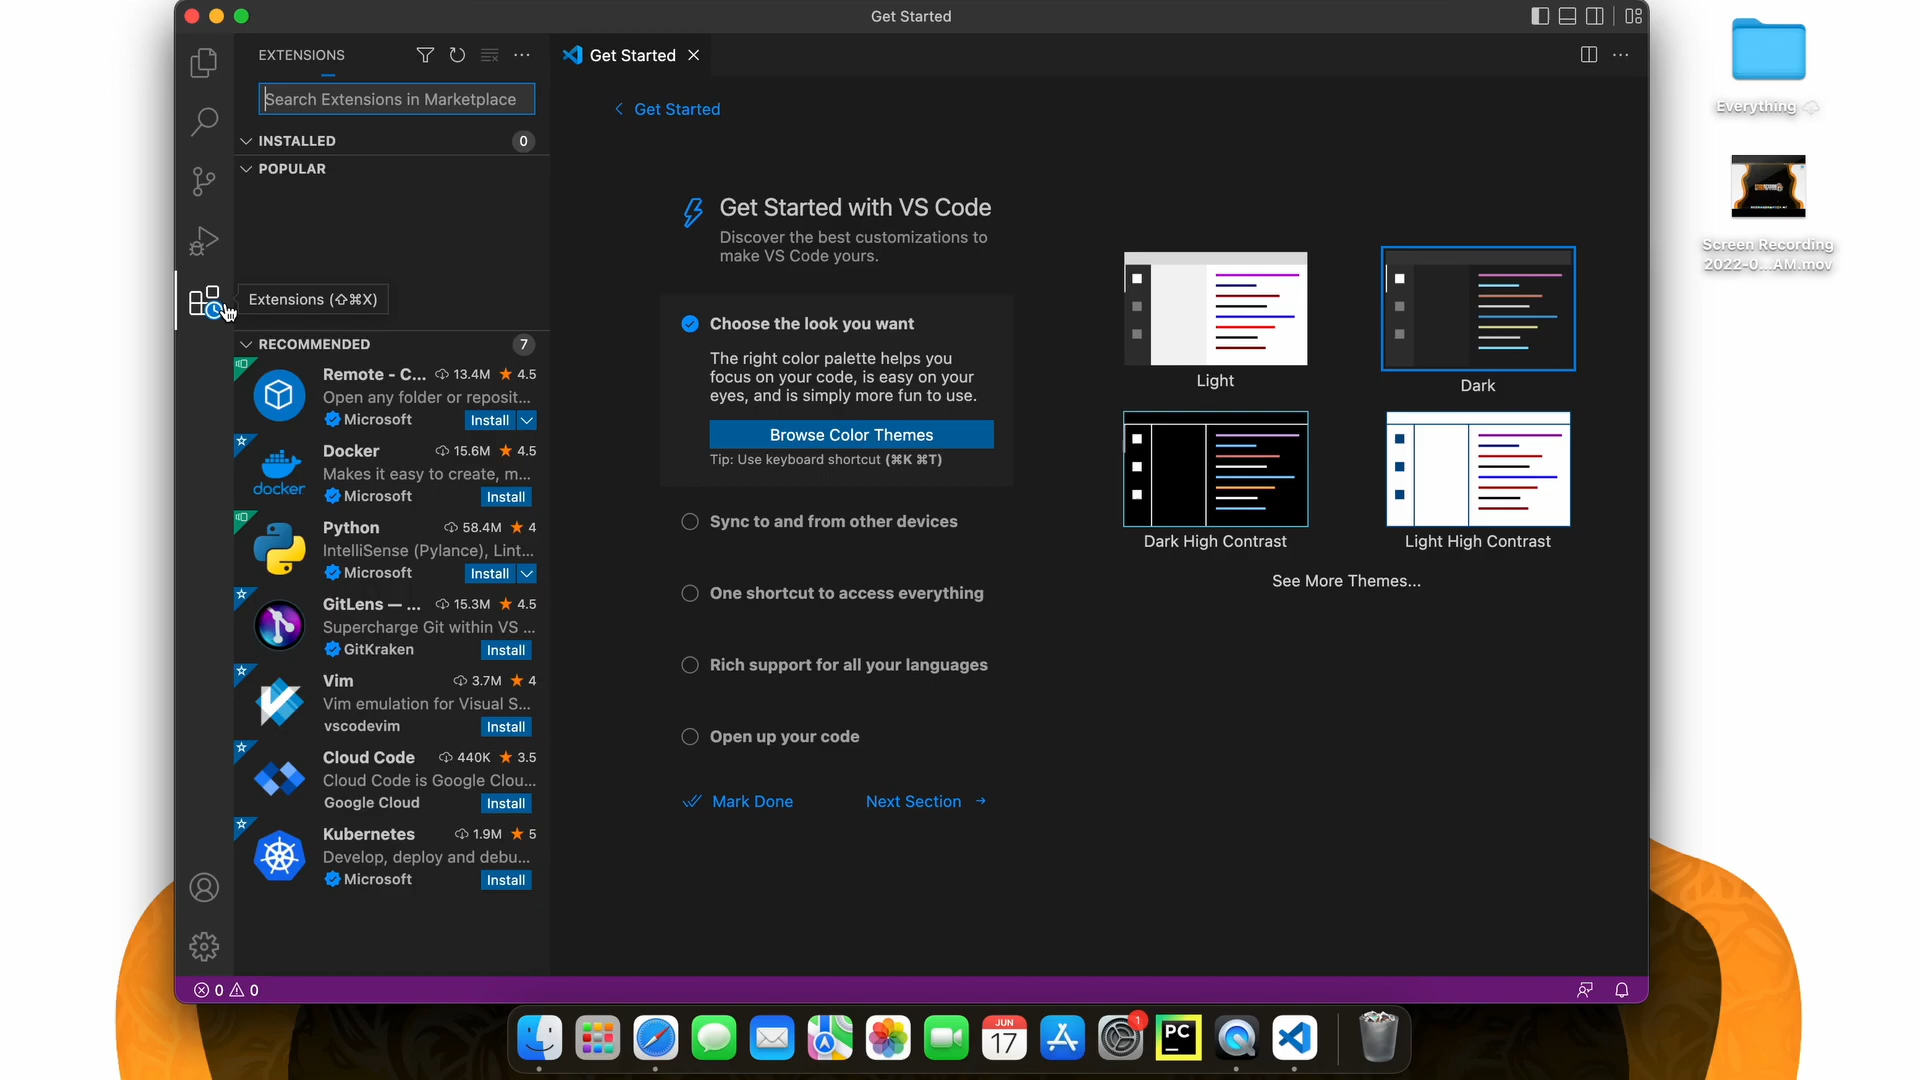 Get Started
EXTENSIONS
Search Extensions in Marketplace
INSTALLED 0
POPULAR
Extensions (⇧⌘X)
RECOMMENDED 7
Remote - C... 13.4M ★ 4.5
Open any folder or reposit...
Microsoft Install
Docker 15.6M ★ 4.5
Makes it easy to create, m...
docker Microsoft Install
Python 58.4M ★ 4
IntelliSense (Pylance), Lint...
Microsoft Install
GitLens — ... 15.3M ★ 4.5
Supercharge Git within VS ...
GitKraken Install
Vim 3.7M ★ 4
Vim emulation for Visual S...
vscodevim Install
Cloud Code 440K ★ 3.5
Cloud Code is Google Clou...
Google Cloud Install
Kubernetes 1.9M ★ 5
Develop, deploy and debu...
Microsoft Install
Get Started
Get Started
Get Started with VS Code
Discover the best customizations to
make VS Code yours.
Choose the look you want
The right color palette helps you
focus on your code, is easy on your
eyes, and is simply more fun to use.
Browse Color Themes
Tip: Use keyboard shortcut (⌘K ⌘T)
Sync to and from other devices
One shortcut to access everything
Rich support for all your languages
Open up your code
Mark Done Next Section →
Light
Dark
Dark High Contrast
Light High Contrast
See More Themes...
0 0
Everything
Screen Recording
2022-0...AM.mov
JUN
17
1
PC